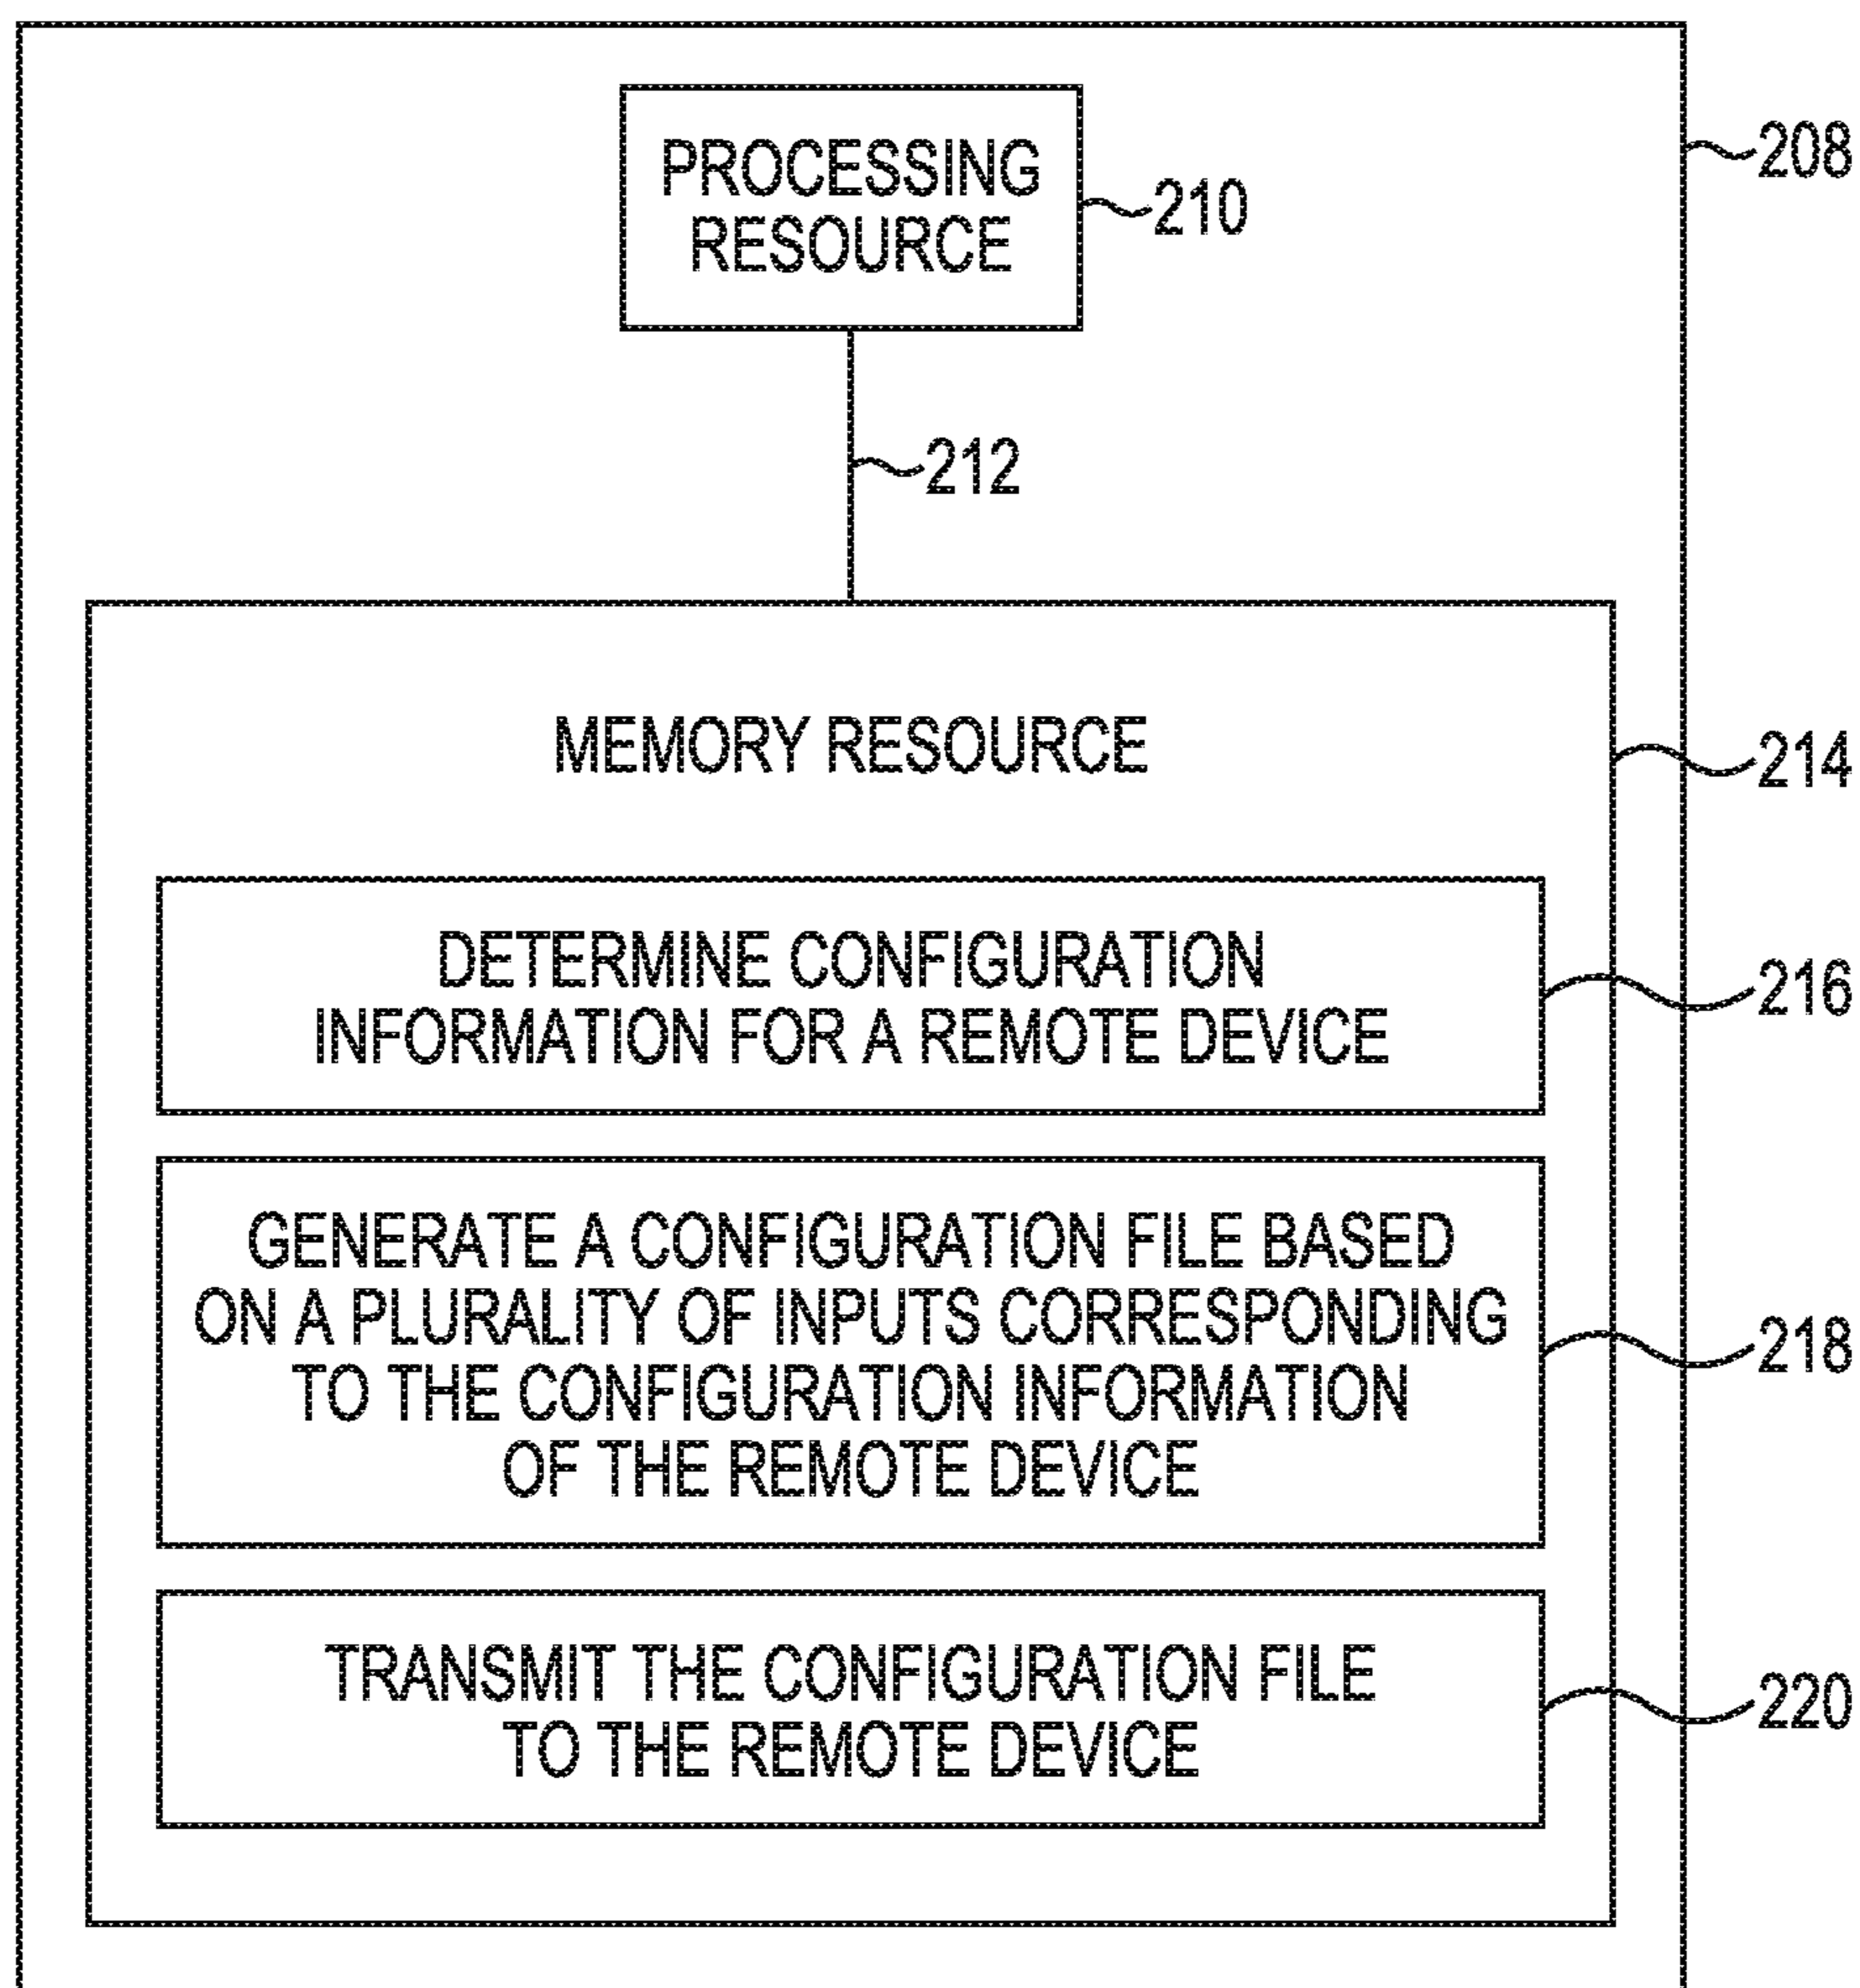 PROCESSING
RESOURCE
208
210
212
MEMORY RESOURCE
214
DETERMINE CONFIGURATION
INFORMATION FOR A REMOTE DEVICE
216
GENERATE A CONFIGURATION FILE BASED
ON A PLURALITY OF INPUTS CORRESPONDING
TO THE CONFIGURATION INFORMATION
OF THE REMOTE DEVICE
218
TRANSMIT THE CONFIGURATION FILE
TO THE REMOTE DEVICE
220